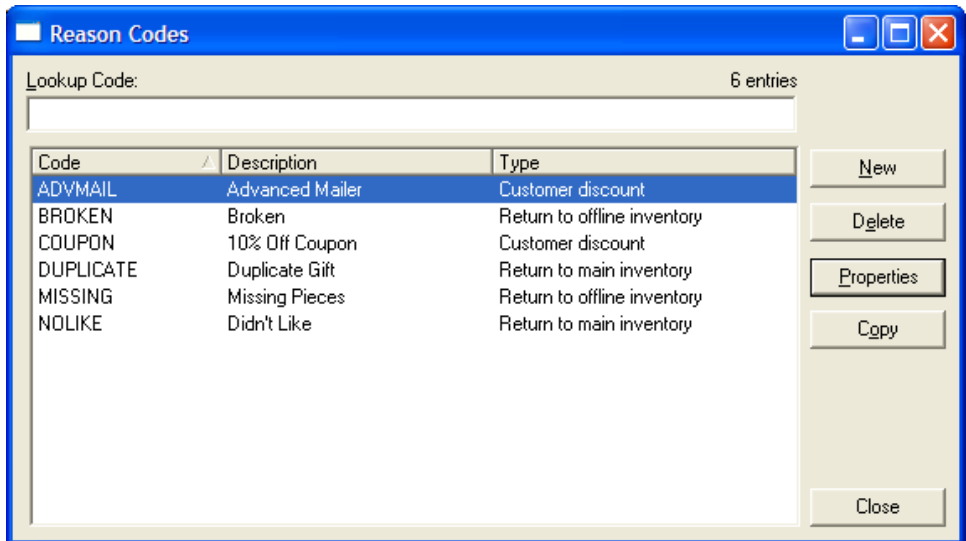 Reason Codes
Lookup Code: 6 entries
Code Description Type
ADVMAIL Advanced Mailer Customer discount
BROKEN Broken Return to offline inventory
COUPON 10% Off Coupon Customer discount
DUPLICATE Duplicate Gift Return to main inventory
MISSING Missing Pieces Return to offline inventory
NOLIKE Didn't Like Return to main inventory
New
Delete
Properties
Copy
Close